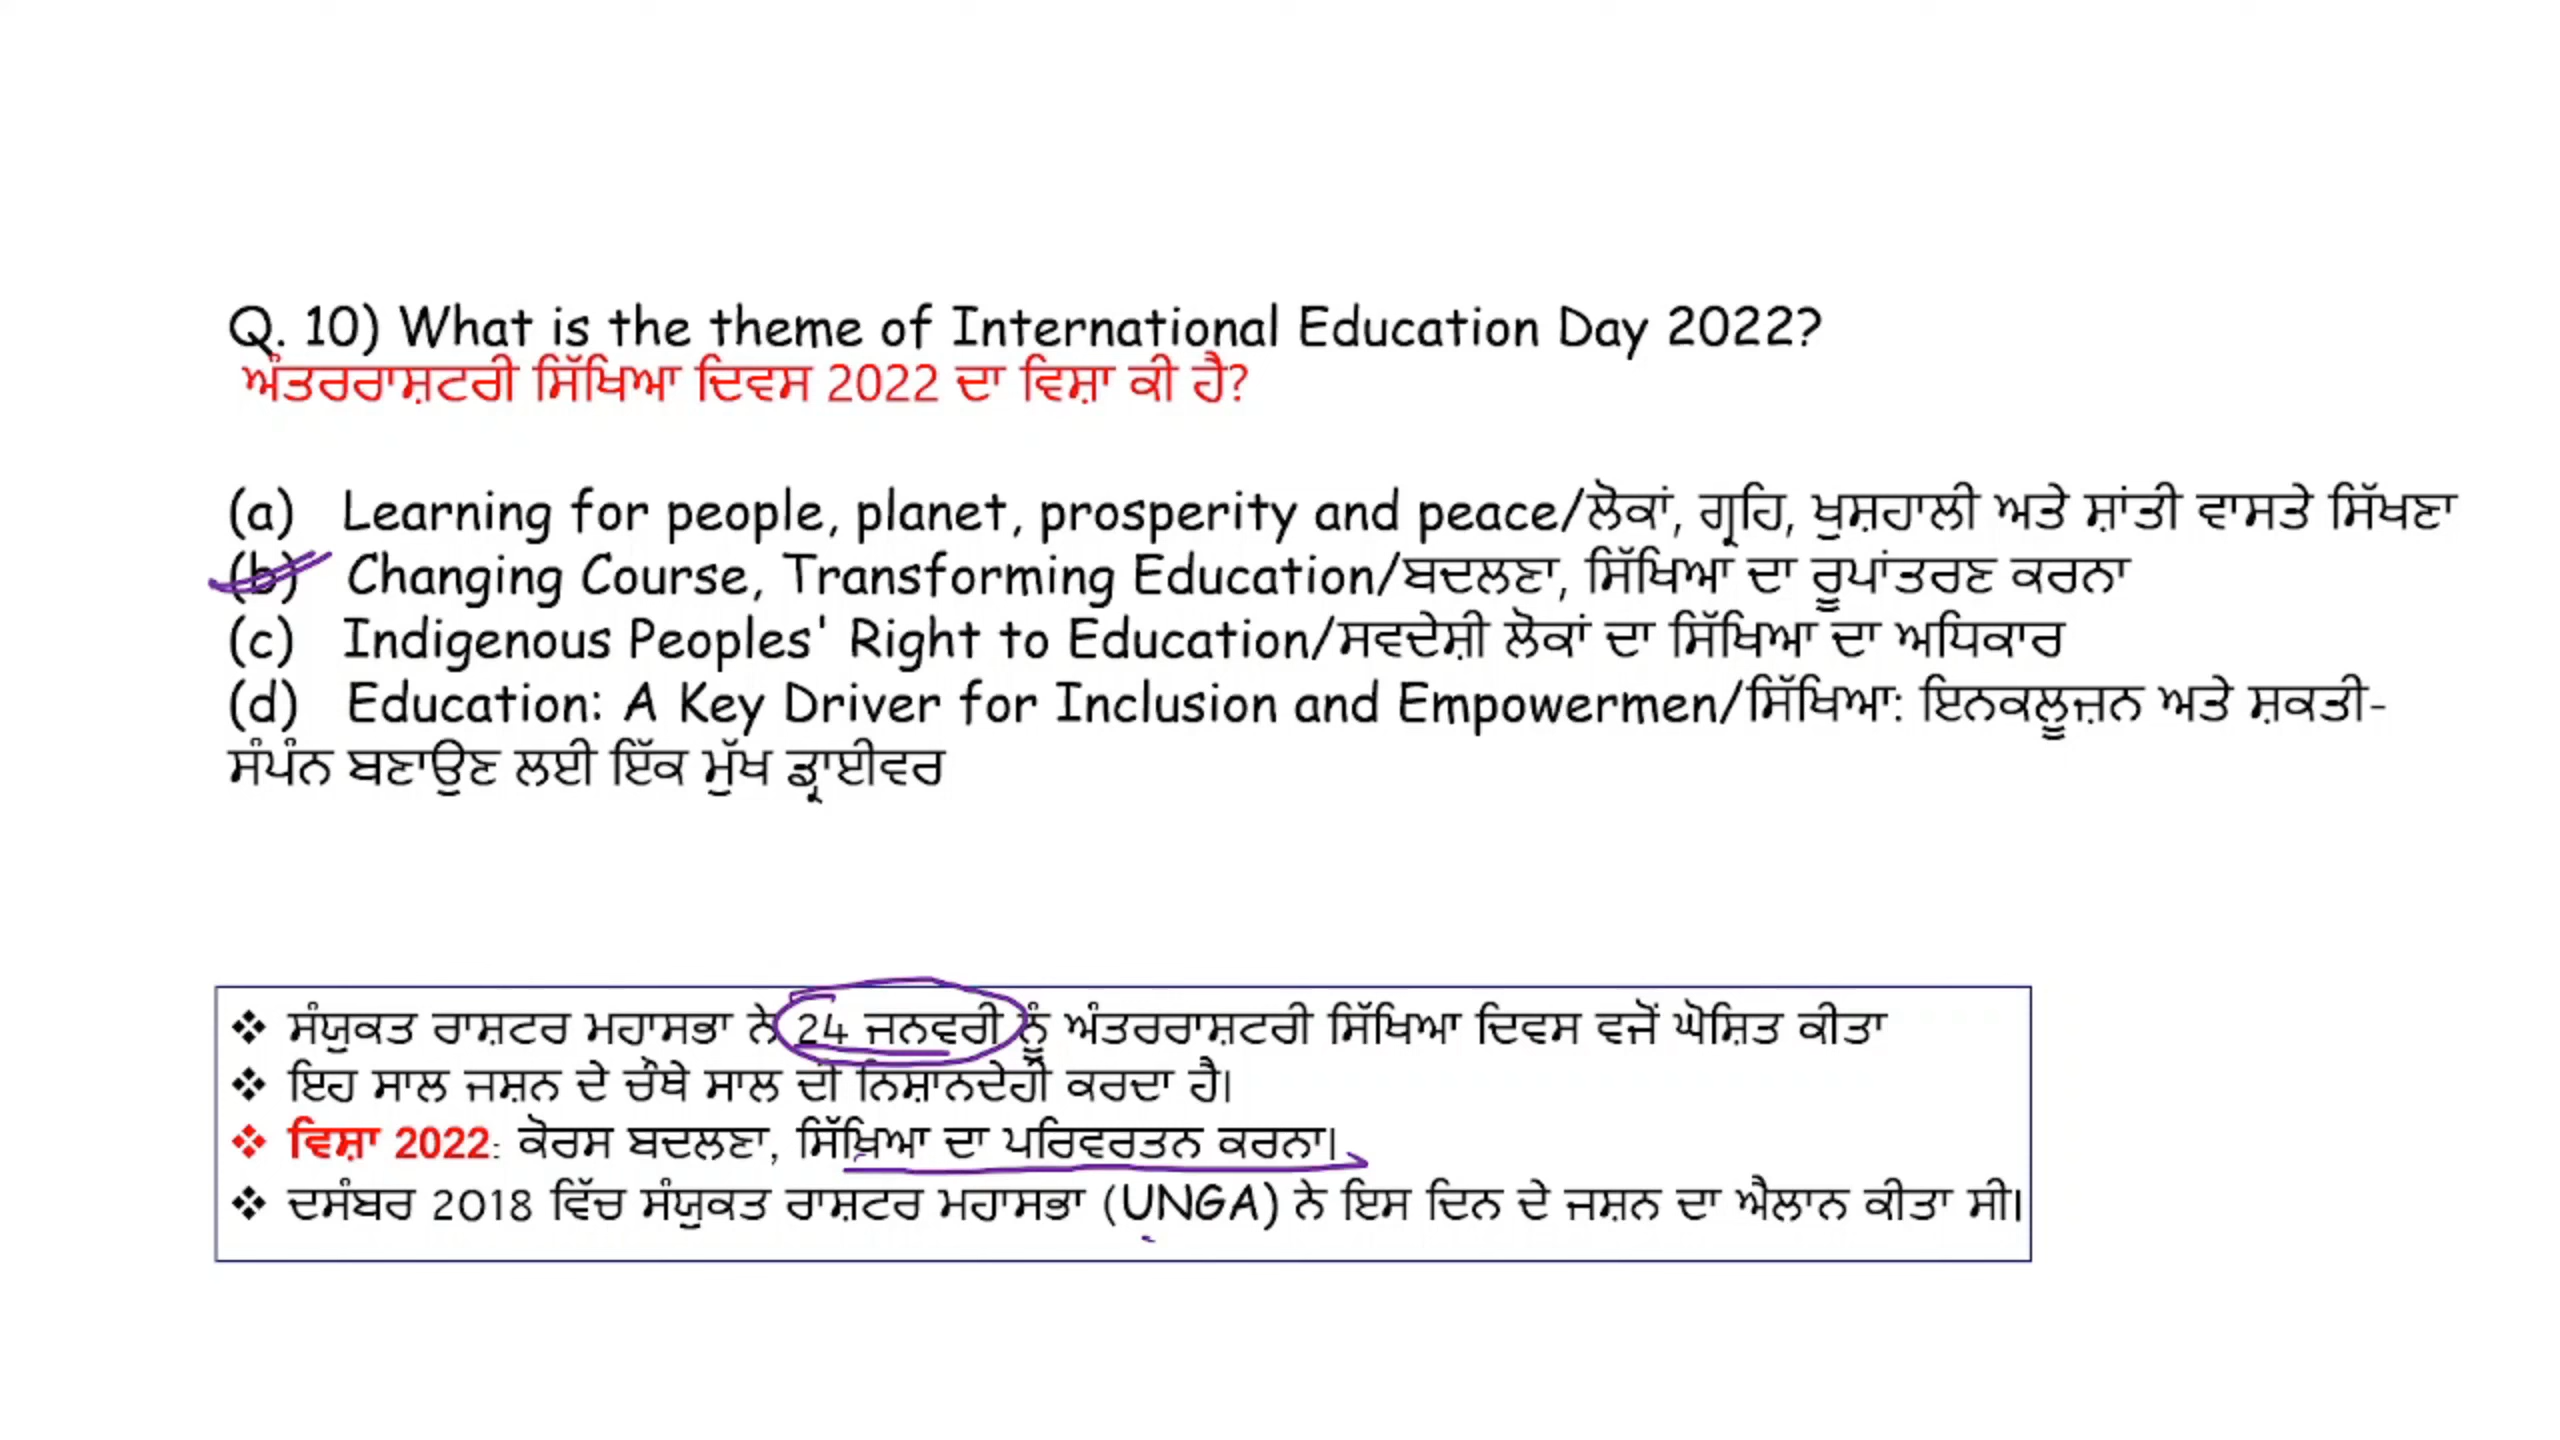 Q. 10) What is the theme of International Education Day 2022?
ਅੰਤਰਰਾਸ਼ਟਰੀ ਸਿੱਖਿਆ ਦਿਵਸ 2022 ਦਾ ਵਿਸ਼ਾ ਕੀ ਹੈ?
(a) Learning for people, planet, prosperity and peace/ਲੋਕਾਂ, ਗ੍ਰਹਿ, ਖੁਸ਼ਹਾਲੀ ਅਤੇ ਸ਼ਾਂਤੀ ਵਾਸਤੇ ਸਿੱਖਣਾ
(b) Changing Course, Transforming Education/ਬਦਲਣਾ, ਸਿੱਖਿਆ ਦਾ ਰੂਪਾਂਤਰਣ ਕਰਨਾ
(c) Indigenous Peoples' Right to Education/ਸਵਦੇਸ਼ੀ ਲੋਕਾਂ ਦਾ ਸਿੱਖਿਆ ਦਾ ਅਧਿਕਾਰ
(d) Education: A Key Driver for Inclusion and Empowermen/ਸਿੱਖਿਆ: ਇਨਕਲੂਜ਼ਨ ਅਤੇ ਸ਼ਕਤੀ-
ਸੰਪੰਨ ਬਣਾਉਣ ਲਈ ਇੱਕ ਮੁੱਖ ਡ੍ਰਾਈਵਰ
❖ ਸੰਯੁਕਤ ਰਾਸ਼ਟਰ ਮਹਾਸਭਾ ਨੇ 24 ਜਨਵਰੀ ਨੂੰ ਅੰਤਰਰਾਸ਼ਟਰੀ ਸਿੱਖਿਆ ਦਿਵਸ ਵਜੋਂ ਘੋਸ਼ਿਤ ਕੀਤਾ
❖ ਇਹ ਸਾਲ ਜਸ਼ਨ ਦੇ ਚੌਥੇ ਸਾਲ ਦੀ ਨਿਸ਼ਾਨਦੇਹੀ ਕਰਦਾ ਹੈ।
❖ ਵਿਸ਼ਾ 2022: ਕੋਰਸ ਬਦਲਣਾ, ਸਿੱਖਿਆ ਦਾ ਪਰਿਵਰਤਨ ਕਰਨਾ।
❖ ਦਸੰਬਰ 2018 ਵਿੱਚ ਸੰਯੁਕਤ ਰਾਸ਼ਟਰ ਮਹਾਸਭਾ (UNGA) ਨੇ ਇਸ ਦਿਨ ਦੇ ਜਸ਼ਨ ਦਾ ਐਲਾਨ ਕੀਤਾ ਸੀ।